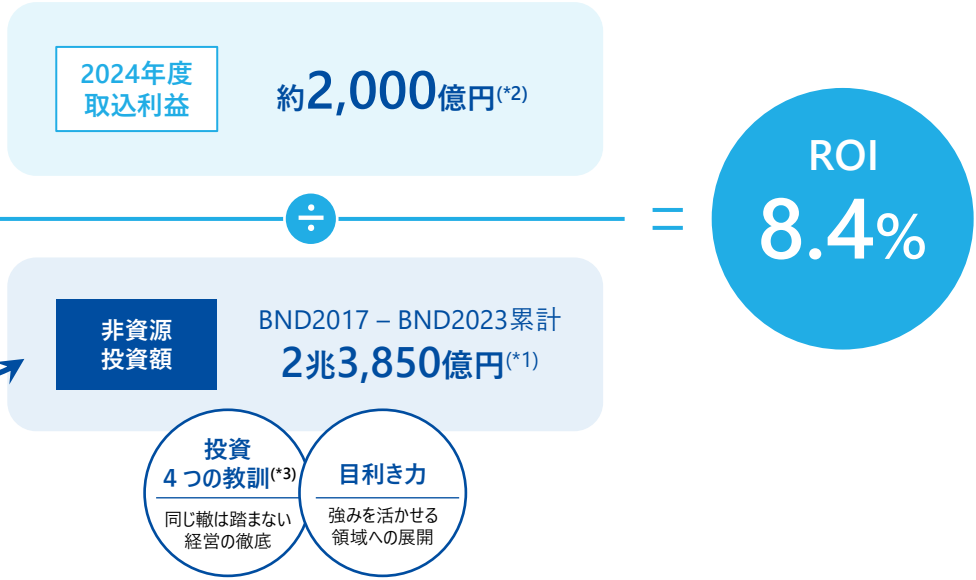 2024年度
取込利益
約2,000億円(*2)
÷
=
ROI
8.4%
非資源
投資額
BND2017 – BND2023累計
2兆3,850億円(*1)
投資
4つの教訓(*3)
同じ轍は踏まない
経営の徹底
目利き力
強みを活かせる
領域への展開